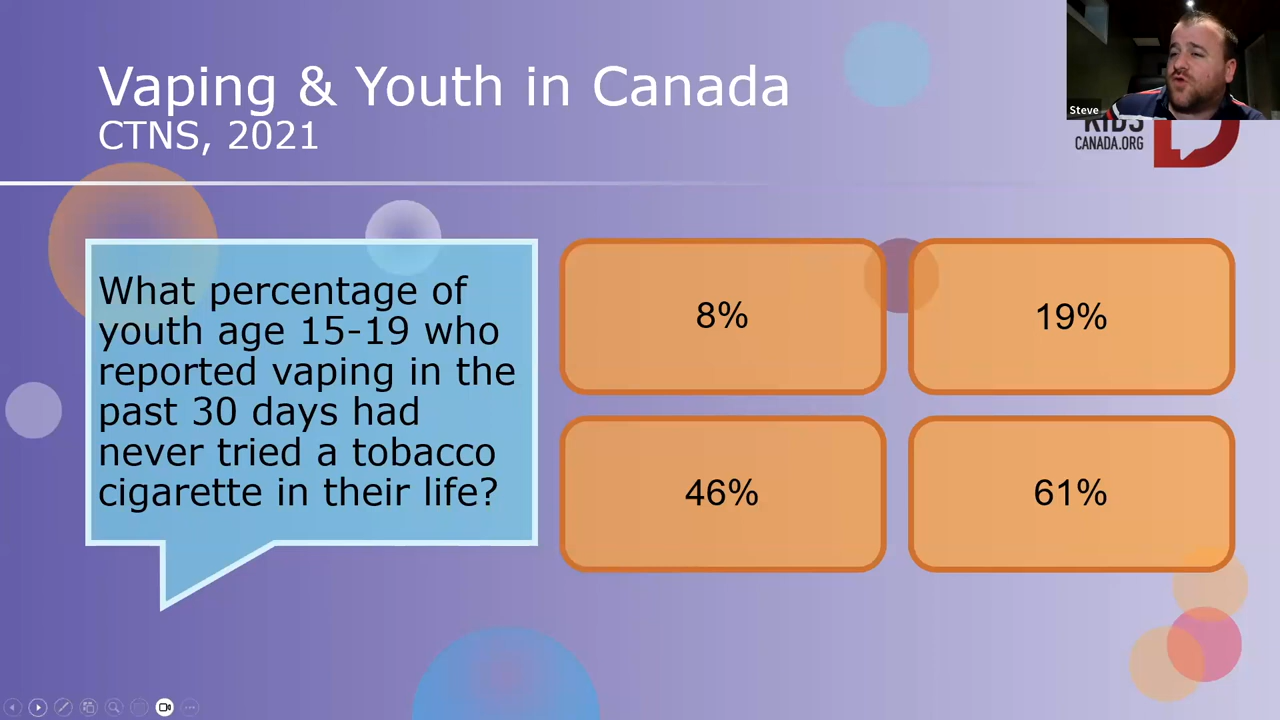 Vaping & Youth in Canada
CTNS, 2021
Steve
KIDS
CANADA.ORG
What percentage of
youth age 15-19 who
reported vaping in the
past 30 days had
never tried a tobacco
cigarette in their life?
8%
19%
46%
61%